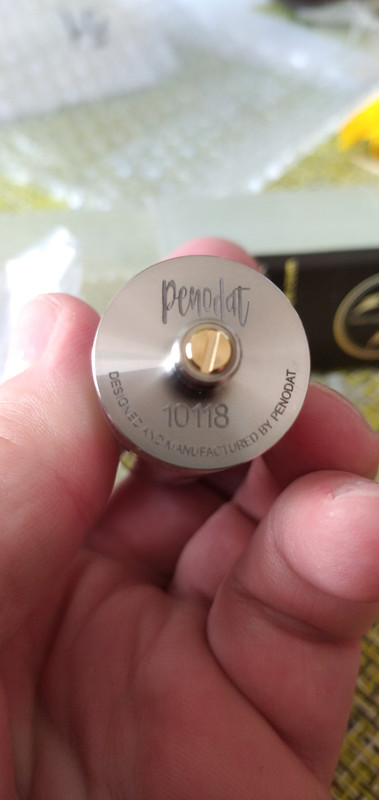 penodat
10118
DESIGNED AND MANUFACTURED BY PENODAT